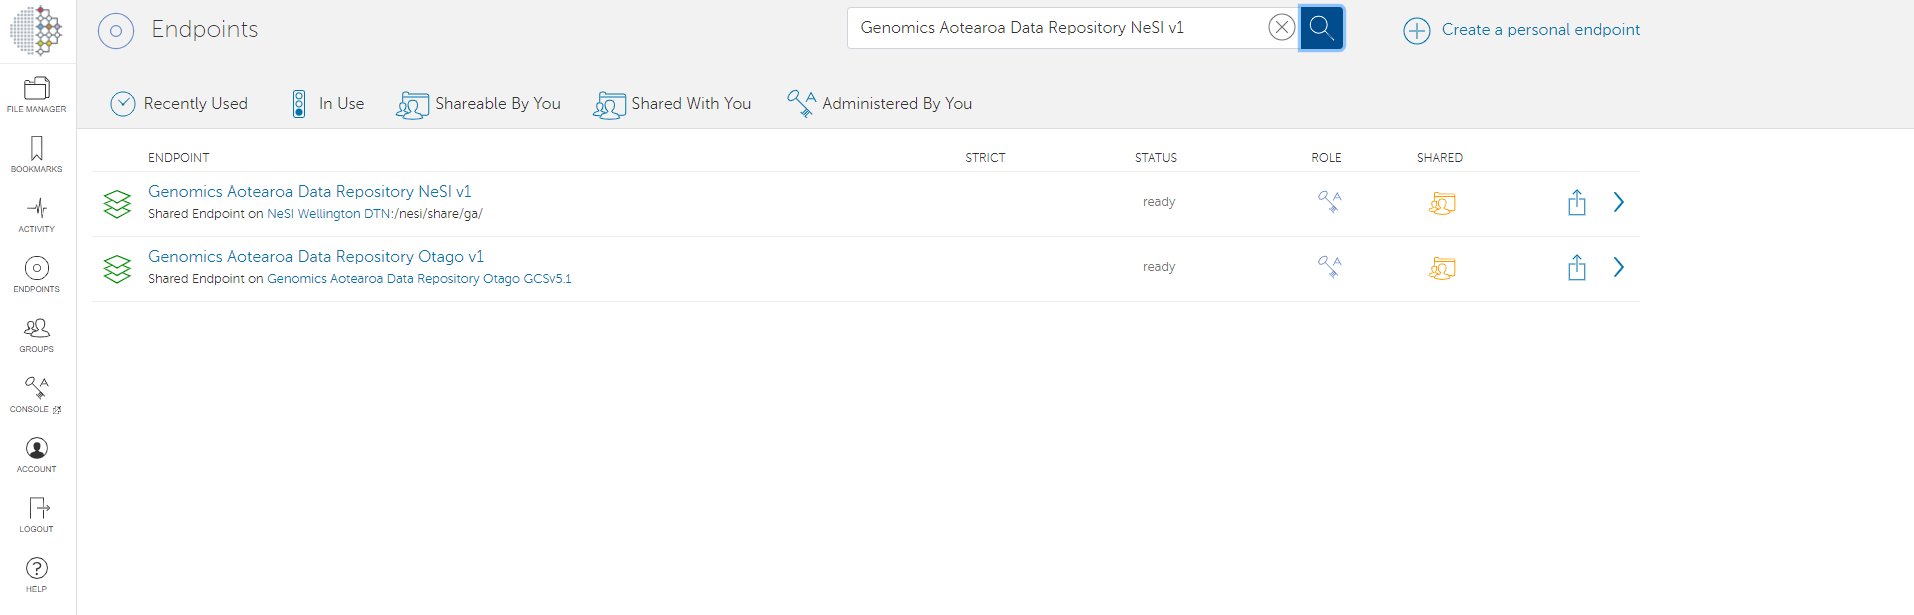 Endpoints
Genomics Aotearoa Data Repository NeSI v1
Create a personal endpoint
Recently Used
In Use
Shareable By You
Shared With You
Administered By You
FILE MANAGER
BOOKMARKS
ACTIVITY
ENDPOINTS
GROUPS
CONSOLE
ACCOUNT
LOGOUT
HELP
ENDPOINT STRICT STATUS ROLE SHARED
Genomics Aotearoa Data Repository NeSI v1
Shared Endpoint on NeSI Wellington DTN:/nesi/share/ga/
ready
Genomics Aotearoa Data Repository Otago v1
Shared Endpoint on Genomics Aotearoa Data Repository Otago GCSv5.1
ready